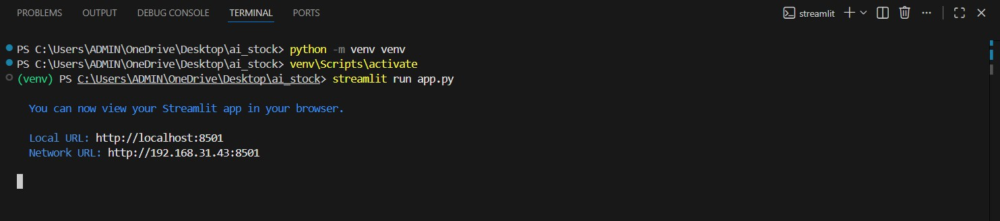 PROBLEMS OUTPUT DEBUG CONSOLE TERMINAL PORTS streamlit
PS C:\Users\ADMIN\OneDrive\Desktop\ai_stock> python -m venv venv
PS C:\Users\ADMIN\OneDrive\Desktop\ai_stock> venv\Scripts\activate
(venv) PS C:\Users\ADMIN\OneDrive\Desktop\ai_stock> streamlit run app.py
You can now view your Streamlit app in your browser.
Local URL: http://localhost:8501
Network URL: http://192.168.31.43:8501